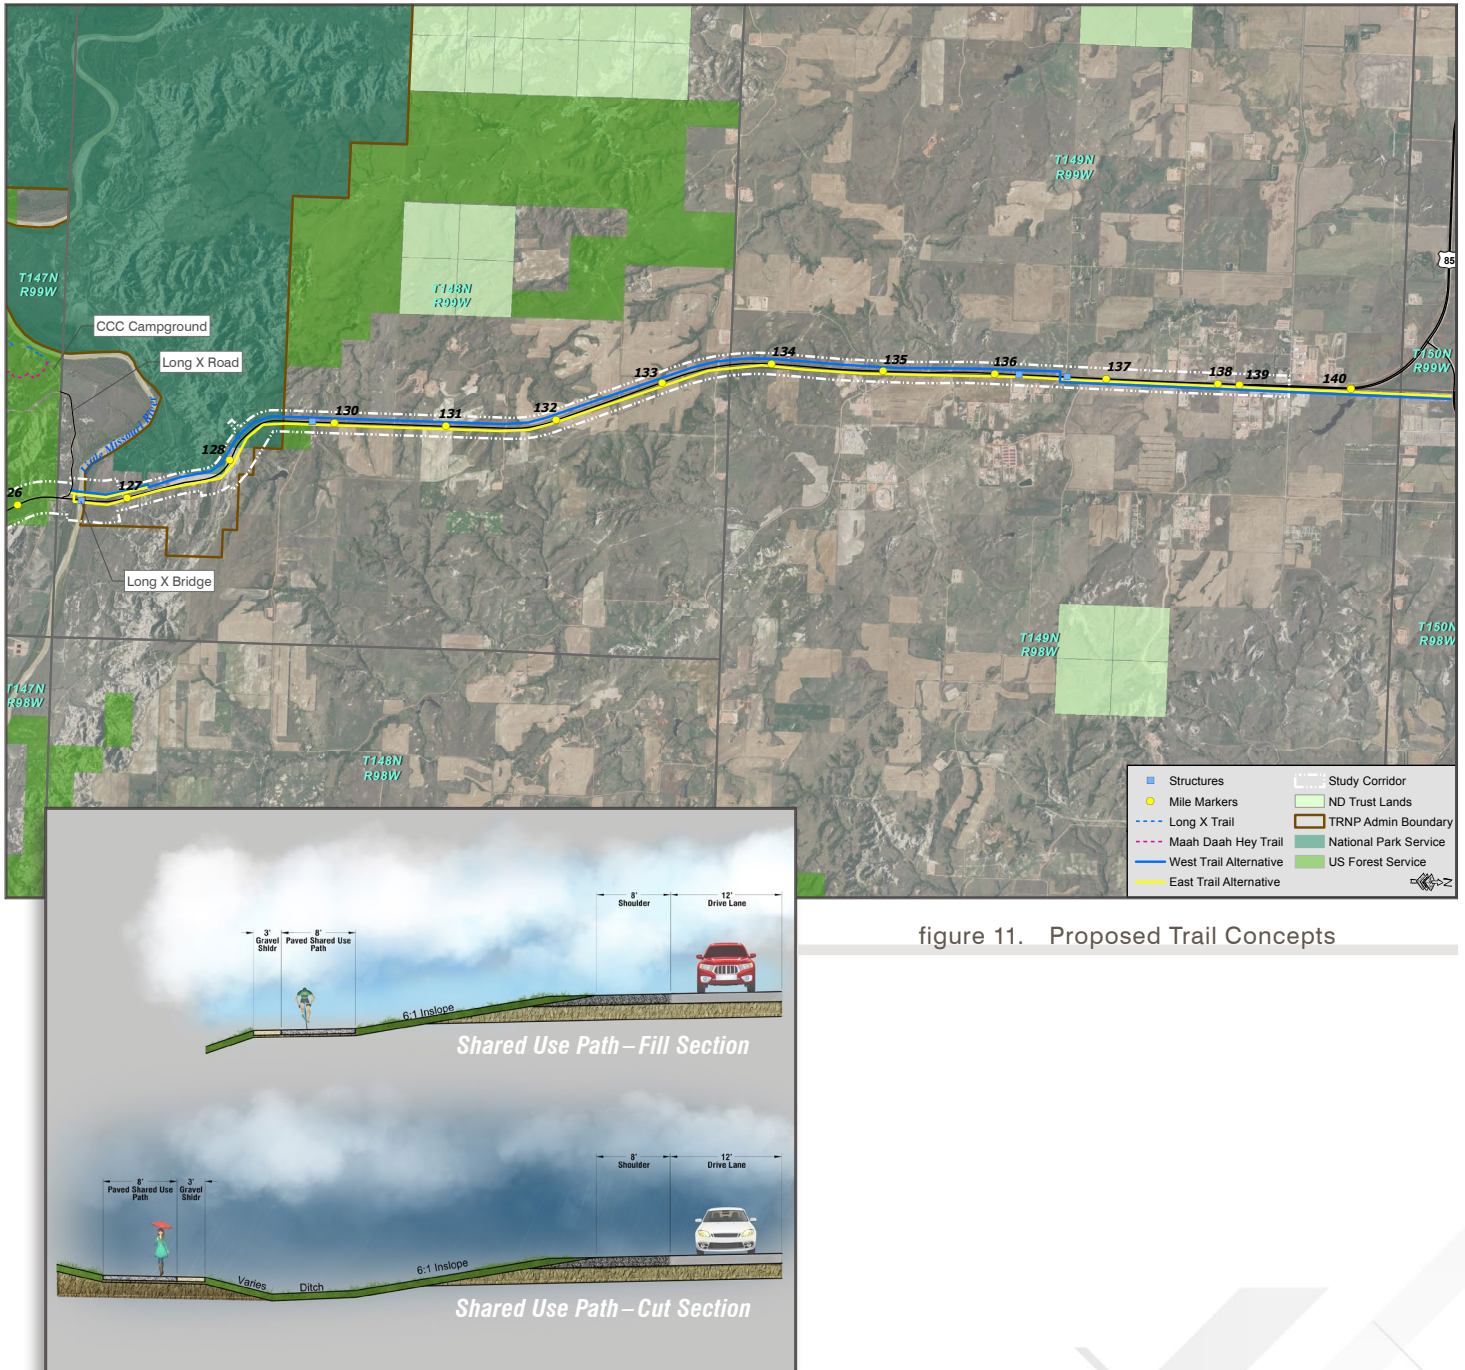 T149N
R99W
85
T147N
R99W
T148N
R99W
CCC Campground
Long X Road
T150N
R99W
134
135
136
137
138
139
140
133
132
131
130
128
127
26
Little Missouri River
Long X Bridge
T149N
R98W
T150N
R98W
T147N
R98W
T148N
R98W
Structures
Mile Markers
Long X Trail
Maah Daah Hey Trail
West Trail Alternative
East Trail Alternative
Study Corridor
ND Trust Lands
TRNP Admin Boundary
National Park Service
US Forest Service
Z
figure 11. Proposed Trail Concepts
8'
Shoulder
12'
Drive Lane
3'
Gravel
Shldr
8'
Paved Shared Use
Path
6:1 Inslope
Shared Use Path – Fill Section
8'
Shoulder
12'
Drive Lane
8'
Paved Shared Use
Path
3'
Gravel
Shldr
Varies
Ditch
6:1 Inslope
Shared Use Path – Cut Section